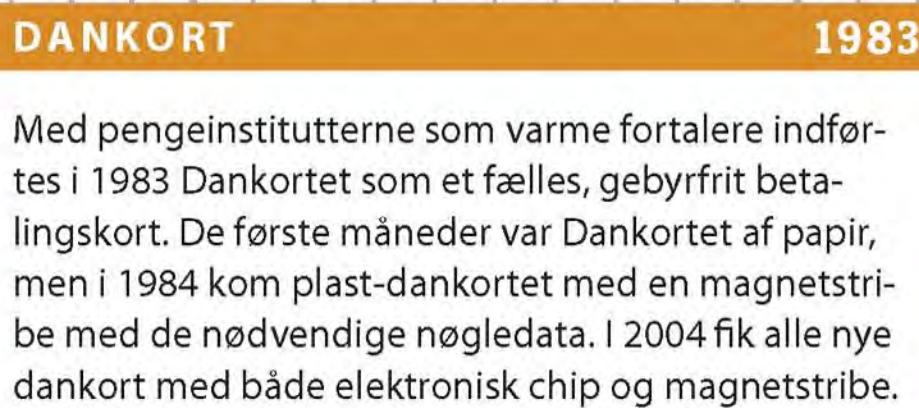 DANKORT 1983
Med pengeinstitutterne som varme fortalere indfør-
tes i 1983 Dankortet som et fælles, gebyrfrit beta-
lingskort. De første måneder var Dankortet af papir,
men i 1984 kom plast-dankortet med en magnetstri-
be med de nødvendige nøgledata. I 2004 fik alle nye
dankort med både elektronisk chip og magnetstribe.